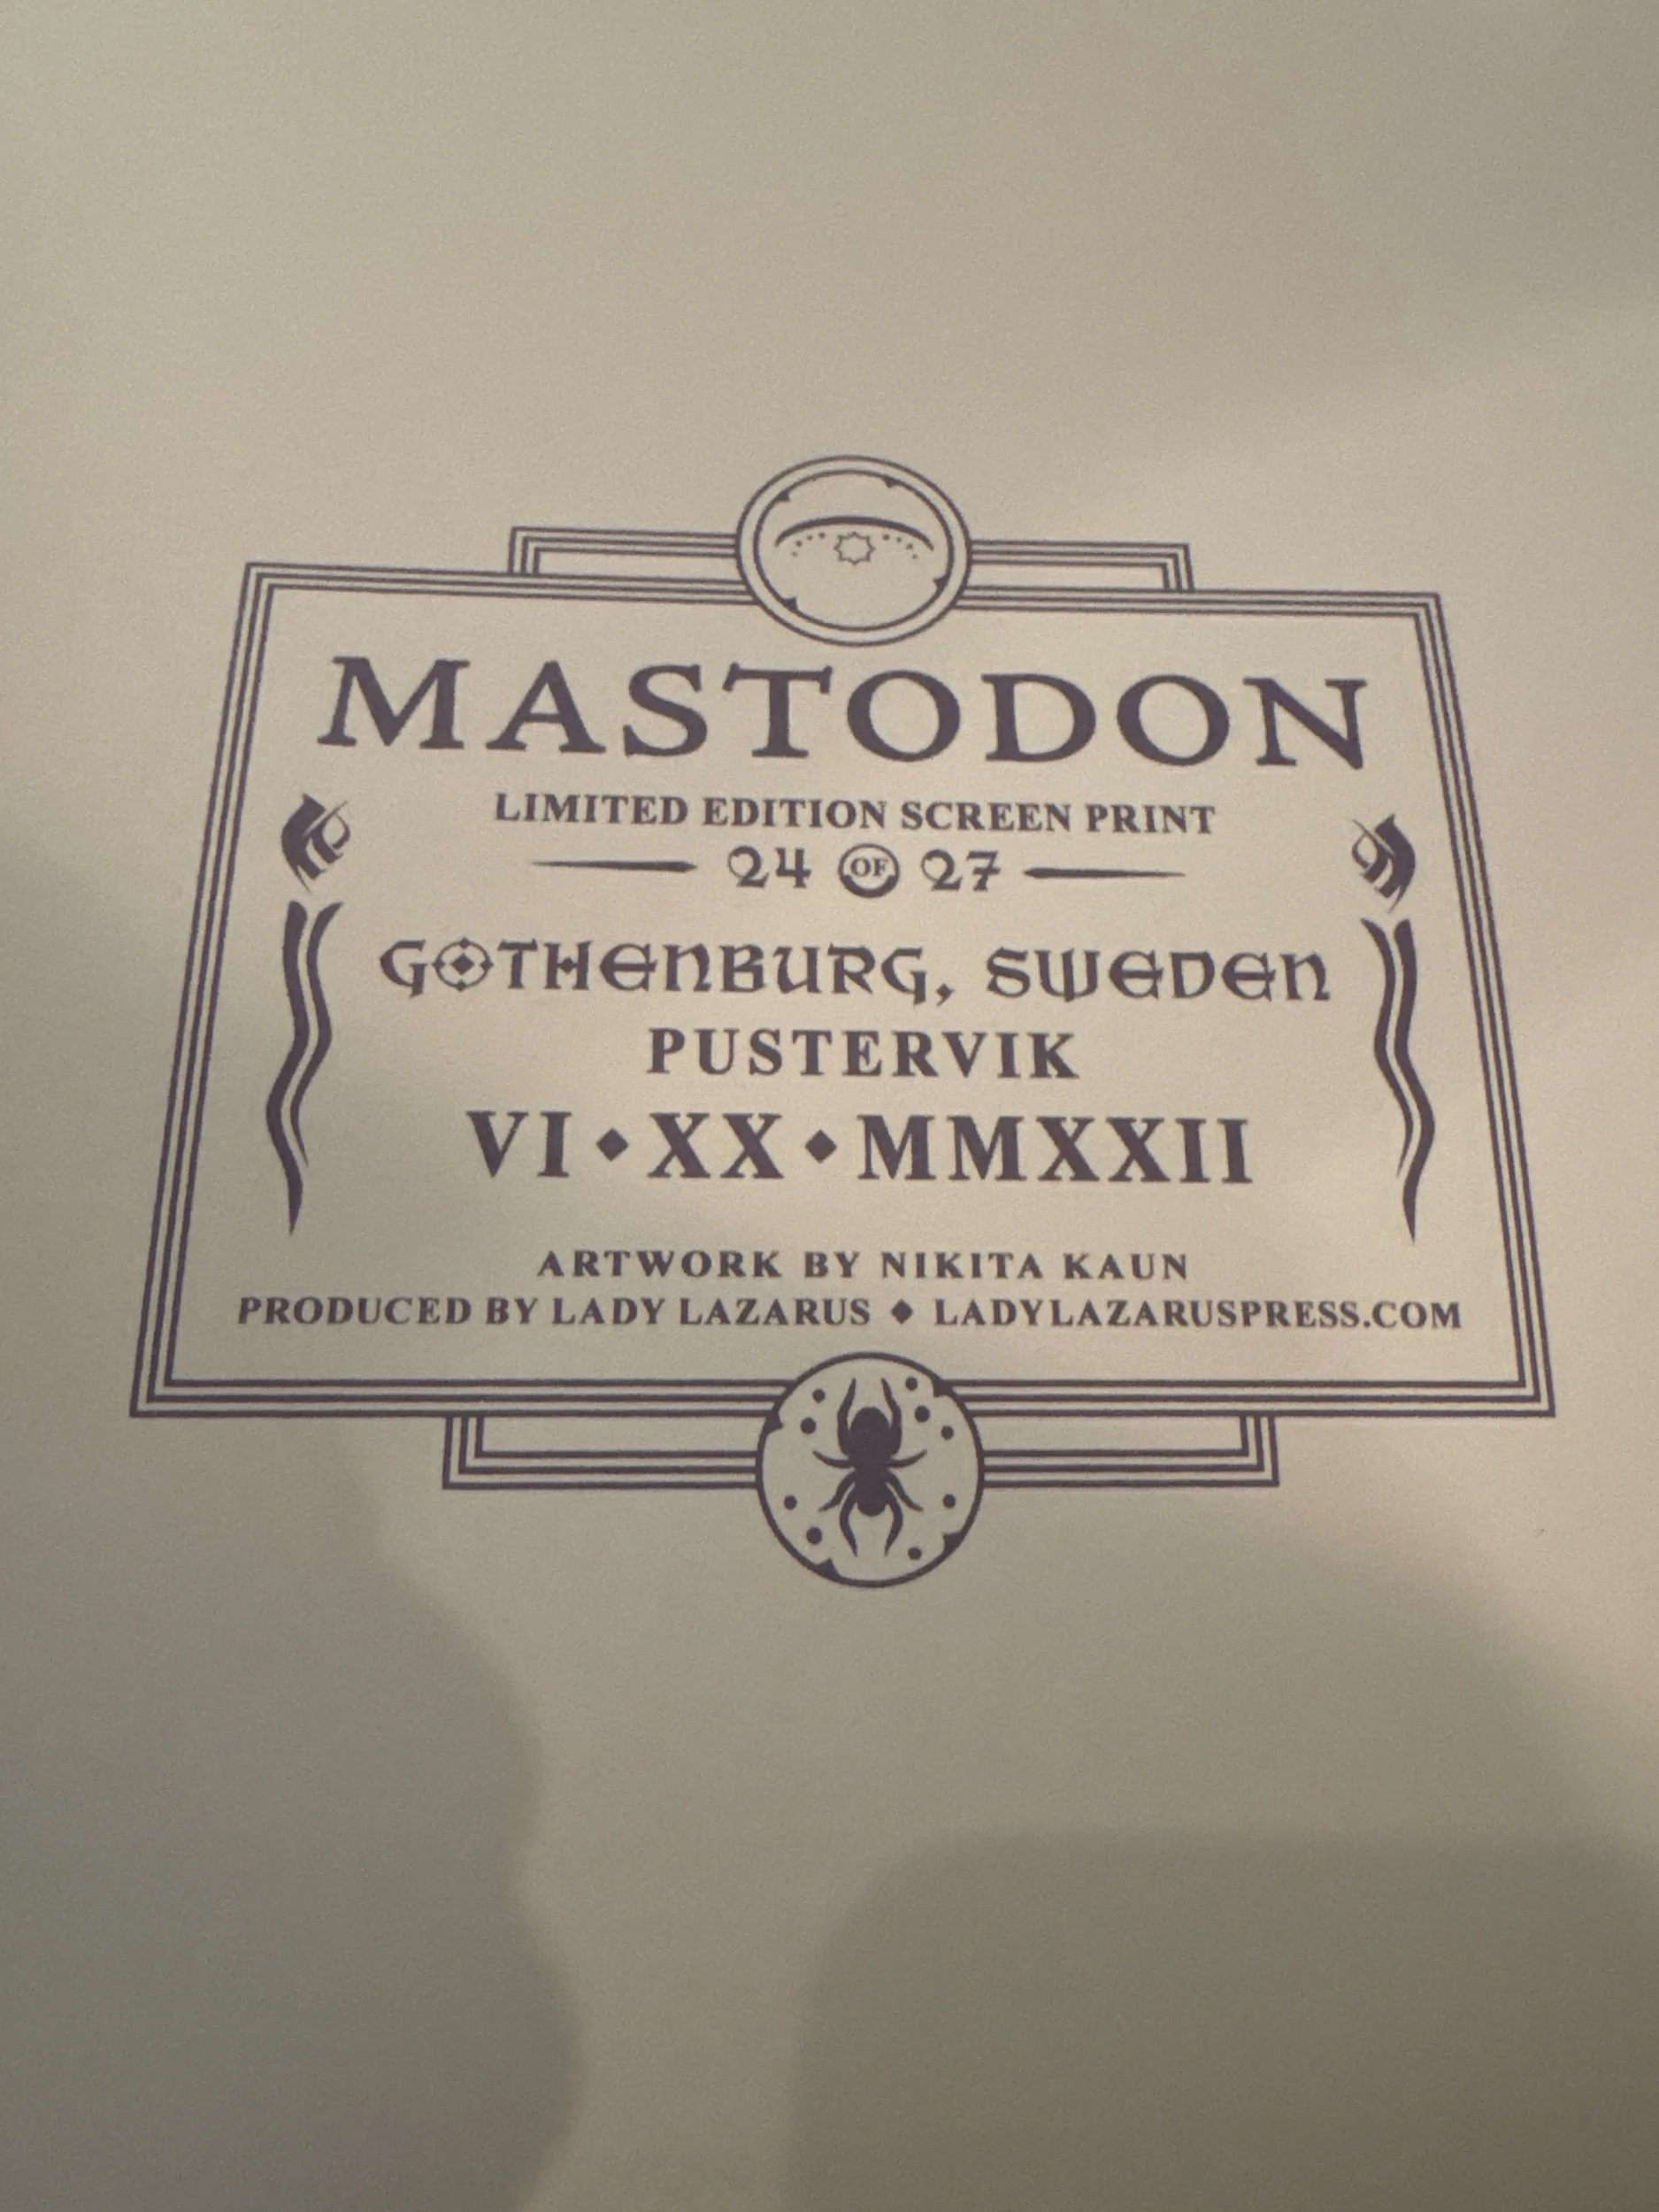 MASTODON
LIMITED EDITION SCREEN PRINT
24 OF 27
GOTHENBURG, SWEDEN
PUSTERVIK
VI◆XX◆MMXXII
ARTWORK BY NIKITA KAUN
PRODUCED BY LADY LAZARUS ◆ LADYLAZARUSPRESS.COM